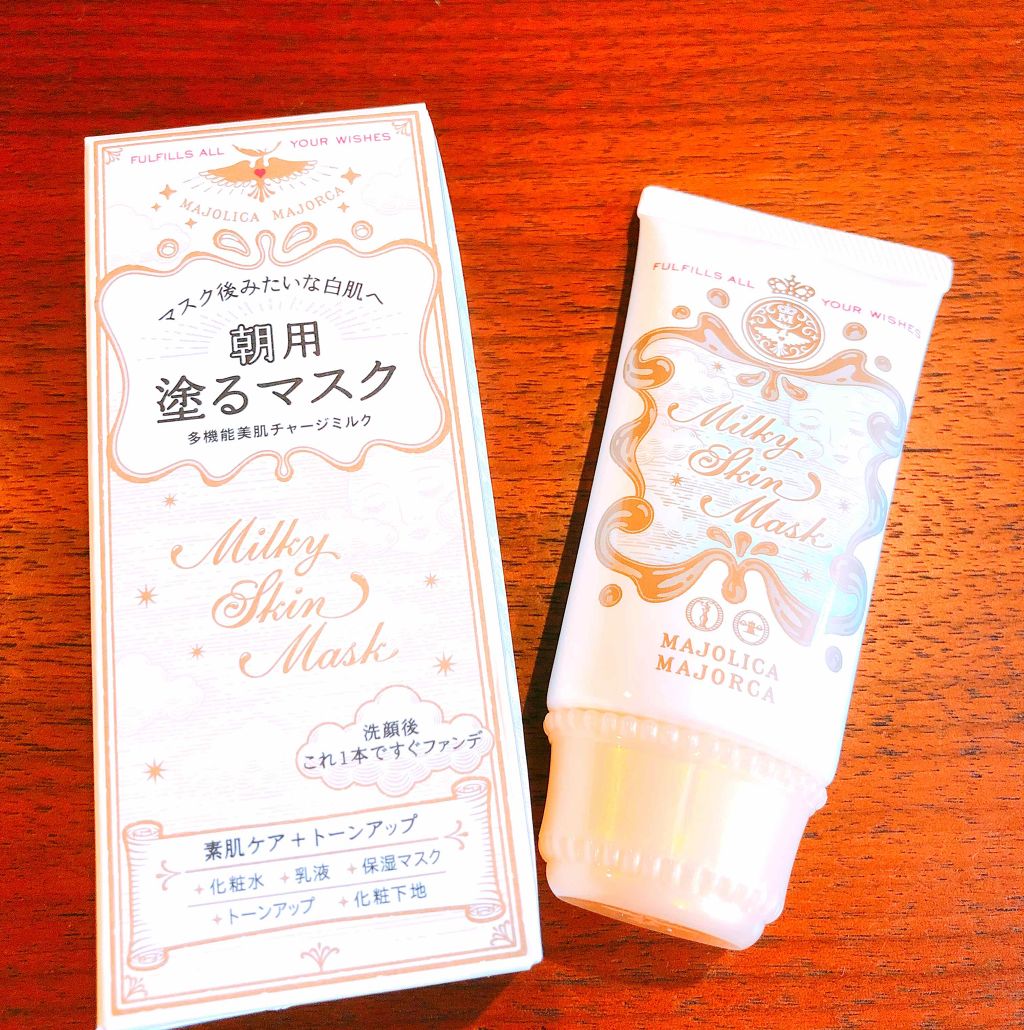 FULFILLS ALL YOUR WISHES
MAJOLICA MAJORCA
マスク後みたいな白肌へ
朝用
塗るマスク
多機能美肌チャージミルク
Milky
Skin
Mask
洗顔後
これ1本ですぐファンデ
素肌ケア+トーンアップ
化粧水 乳液 保湿マスク
トーンアップ 化粧下地
FULFILLS ALL YOUR WISHES
Milky
Skin
Mask
MAJOLICA
MAJORCA